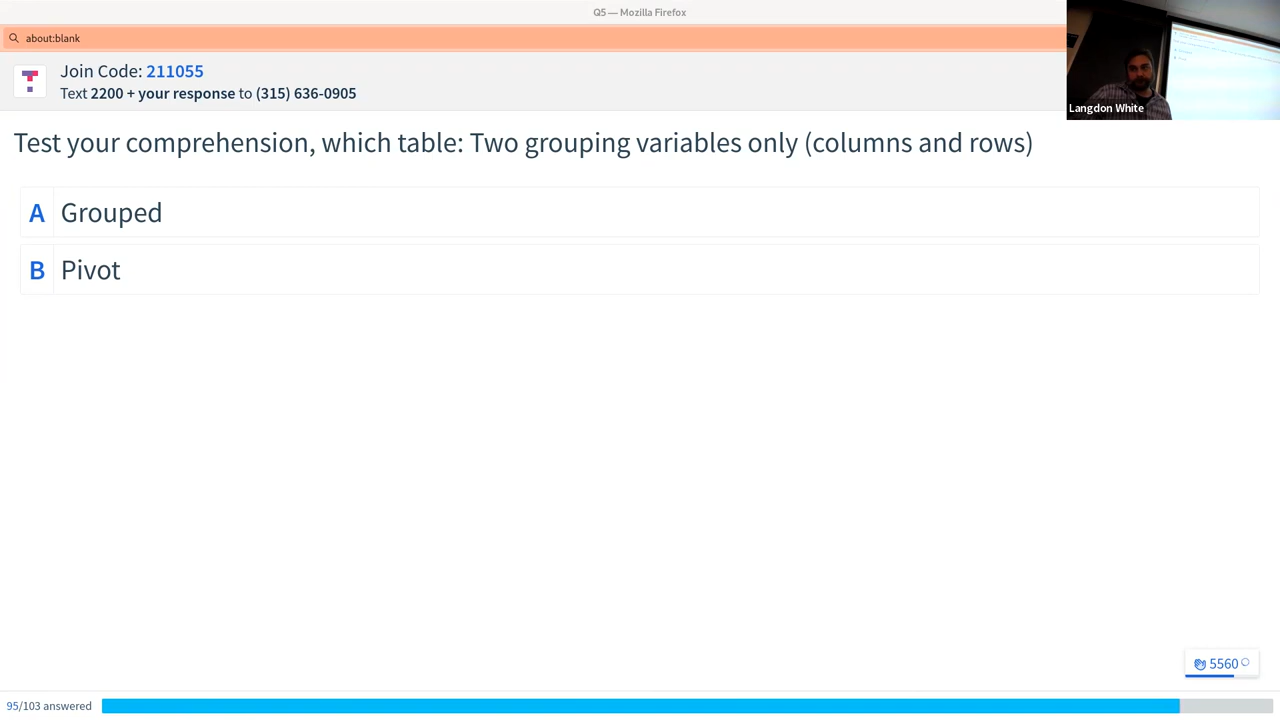 Q5 — Mozilla Firefox
about:blank
Join Code: 211055
Text 2200 + your response to (315) 636-0905
Langdon White
Test your comprehension, which table: Two grouping variables only (columns and rows)
A Grouped
B Pivot
5560
95/103 answered